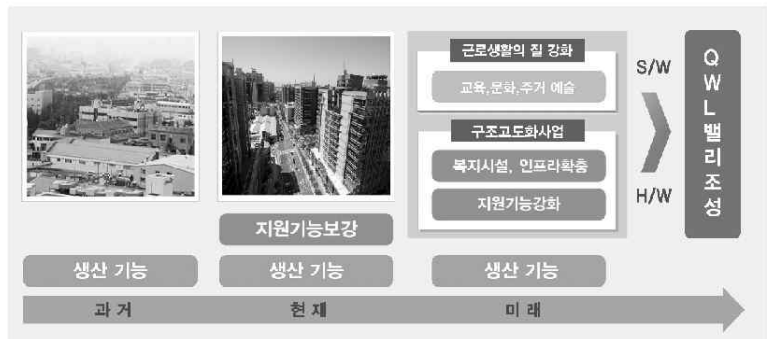 근로생활의 질 강화
교육,문화,주거 예술
구조고도화사업
복지시설, 인프라확충
지원기능강화
S/W
H/W
QWL밸리조성
지원기능보강
생산 기능
생산 기능
생산 기능
과 거
현 재
미 래